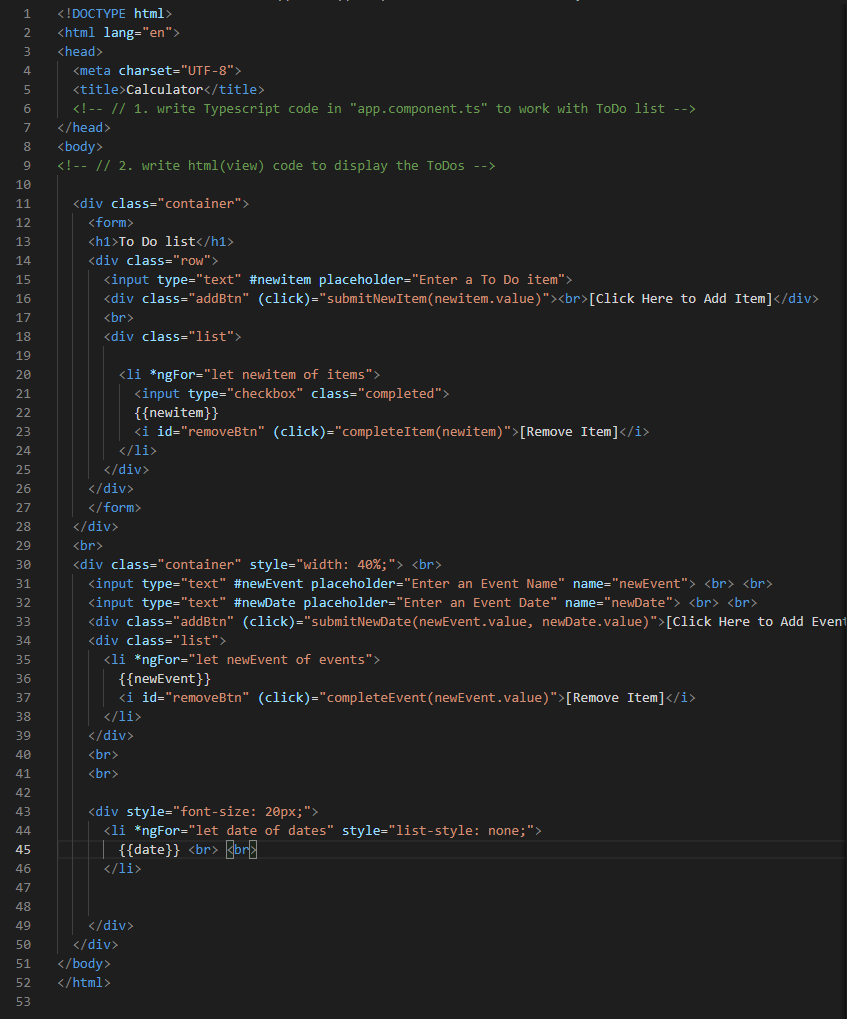 1 <!DOCTYPE html>
2 <html lang="en">
3 <head>
4 <meta charset="UTF-8">
5 <title>Calculator</title>
6 <!-- // 1. write Typescript code in "app.component.ts" to work with ToDo list -->
7 </head>
8 <body>
9 <!-- // 2. write html(view) code to display the ToDos -->
10
11 <div class="container">
12 <form>
13 <h1>To Do list</h1>
14 <div class="row">
15 <input type="text" #newitem placeholder="Enter a To Do item">
16 <div class="addBtn" (click)="submitNewItem(newitem.value)"><br>[Click Here to Add Item]</div>
17 <br>
18 <div class="list">
19
20 <li *ngFor="let newitem of items">
21 <input type="checkbox" class="completed">
22 {{newitem}}
23 <i id="removeBtn" (click)="completeItem(newitem)">[Remove Item]</i>
24 </li>
25 </div>
26 </div>
27 </form>
28 </div>
29 <br>
30 <div class="container" style="width: 40%;"> <br>
31 <input type="text" #newEvent placeholder="Enter an Event Name" name="newEvent"> <br> <br>
32 <input type="text" #newDate placeholder="Enter an Event Date" name="newDate"> <br> <br>
33 <div class="addBtn" (click)="submitNewDate(newEvent.value, newDate.value)">[Click Here to Add Event
34 <div class="list">
35 <li *ngFor="let newEvent of events">
36 {{newEvent}}
37 <i id="removeBtn" (click)="completeEvent(newEvent.value)">[Remove Item]</i>
38 </li>
39 </div>
40 <br>
41 <br>
42
43 <div style="font-size: 20px;">
44 <li *ngFor="let date of dates" style="list-style: none;">
45 {{date}} <br> <br>
46 </li>
47
48
49 </div>
50 </div>
51 </body>
52 </html>
53